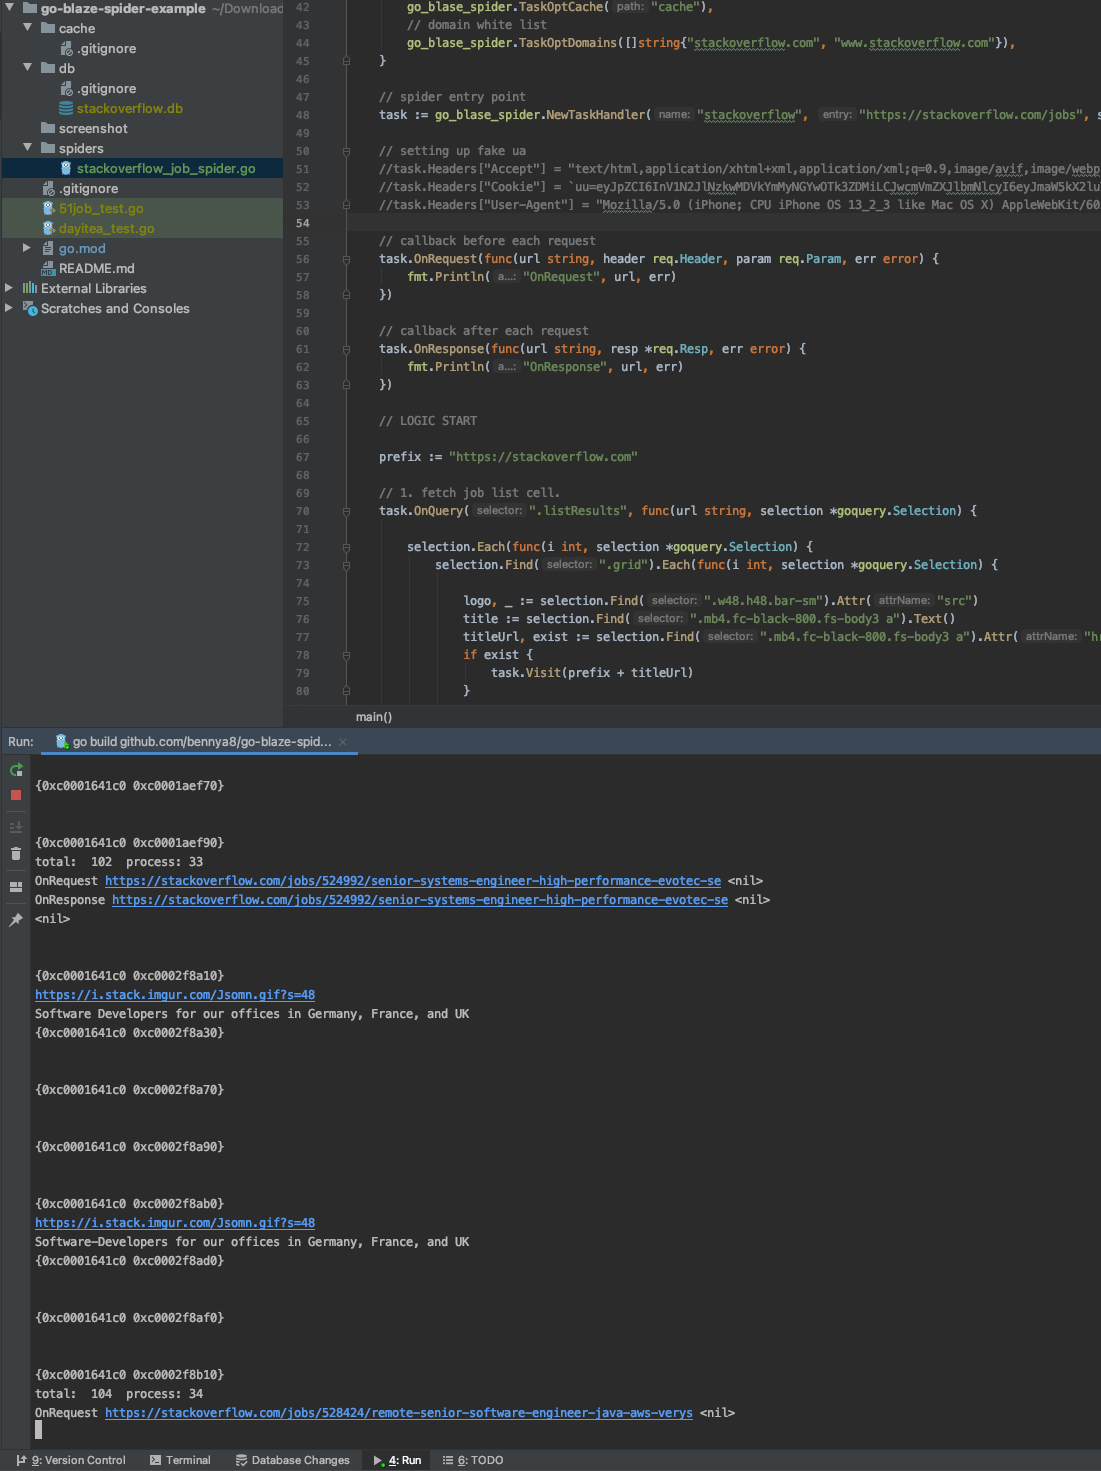 go-blaze-spider-example ~/Download
cache
.gitignore
db
.gitignore
stackoverflow.db
screenshot
spiders
stackoverflow_job_spider.go
.gitignore
51job_test.go
dayitea_test.go
go.mod
README.md
External Libraries
Scratches and Consoles
42 go_blase_spider.TaskOptCache( path: "cache"),
43 // domain white list
44 go_blase_spider.TaskOptDomains([]string{"stackoverflow.com", "www.stackoverflow.com"}),
45 }
46
47 // spider entry point
48 task := go_blase_spider.NewTaskHandler( name: "stackoverflow", entry: "https://stackoverflow.com/jobs", s
49
50 // setting up fake ua
51 //task.Headers["Accept"] = "text/html,application/xhtml+xml,application/xml;q=0.9,image/avif,image/webp
52 //task.Headers["Cookie"] = `uu=
53 //task.Headers["User-Agent"] = "Mozilla/5.0 (iPhone; CPU iPhone OS 13_2_3 like Mac OS X) AppleWebKit/60
54
55 // callback before each request
56 task.OnRequest(func(url string, header req.Header, param req.Param, err error) {
57 fmt.Println( a...: "OnRequest", url, err)
58 })
59
60 // callback after each request
61 task.OnResponse(func(url string, resp *req.Resp, err error) {
62 fmt.Println( a...: "OnResponse", url, err)
63 })
64
65 // LOGIC START
66
67 prefix := "https://stackoverflow.com"
68
69 // 1. fetch job list cell.
70 task.OnQuery( selector: ".listResults", func(url string, selection *goquery.Selection) {
71
72 selection.Each(func(i int, selection *goquery.Selection) {
73 selection.Find( selector: ".grid").Each(func(i int, selection *goquery.Selection) {
74
75 logo, _ := selection.Find( selector: ".w48.h48.bar-sm").Attr( attrName: "src")
76 title := selection.Find( selector: ".mb4.fc-black-800.fs-body3 a").Text()
77 titleUrl, exist := selection.Find( selector: ".mb4.fc-black-800.fs-body3 a").Attr( attrName: "hr
78 if exist {
79 task.Visit(prefix + titleUrl)
80 }
main()
Run: go build github.com/bennya8/go-blaze-spid... ×
{0xc0001641c0 0xc0001aef70}
{0xc0001641c0 0xc0001aef90}
total:  102  process: 33
OnRequest https://stackoverflow.com/jobs/524992/senior-systems-engineer-high-performance-evotec-se <nil>
OnResponse https://stackoverflow.com/jobs/524992/senior-systems-engineer-high-performance-evotec-se <nil>
<nil>
{0xc0001641c0 0xc0002f8a10}
https://i.stack.imgur.com/Jsomn.gif?s=48
Software Developers for our offices in Germany, France, and UK
{0xc0001641c0 0xc0002f8a30}
{0xc0001641c0 0xc0002f8a70}
{0xc0001641c0 0xc0002f8a90}
{0xc0001641c0 0xc0002f8ab0}
https://i.stack.imgur.com/Jsomn.gif?s=48
Software–Developers for our offices in Germany, France, and UK
{0xc0001641c0 0xc0002f8ad0}
{0xc0001641c0 0xc0002f8af0}
{0xc0001641c0 0xc0002f8b10}
total:  104  process: 34
OnRequest https://stackoverflow.com/jobs/528424/remote-senior-software-engineer-java-aws-verys <nil>
9: Version Control Terminal Database Changes 4: Run 6: TODO